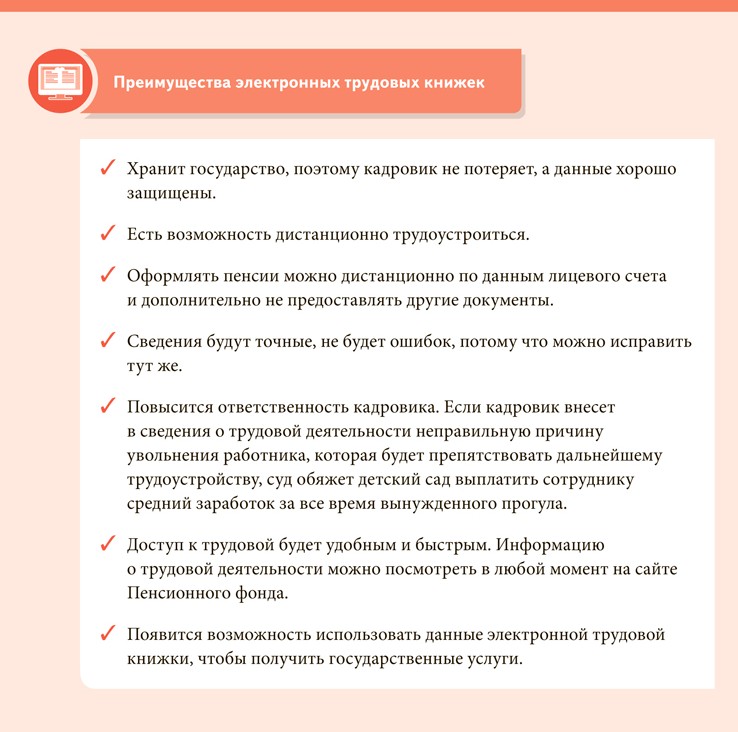 Преимущества электронных трудовых книжек
Хранит государство, поэтому кадровик не потеряет, а данные хорошо
защищены.
Есть возможность дистанционно трудоустроиться.
Оформлять пенсии можно дистанционно по данным лицевого счета
и дополнительно не предоставлять другие документы.
Сведения будут точные, не будет ошибок, потому что можно исправить
тут же.
Повысится ответственность кадровика. Если кадровик внесет
в сведения о трудовой деятельности неправильную причину
увольнения работника, которая будет препятствовать дальнейшему
трудоустройству, суд обяжет детский сад выплатить сотруднику
средний заработок за все время вынужденного прогула.
Доступ к трудовой будет удобным и быстрым. Информацию
о трудовой деятельности можно посмотреть в любой момент на сайте
Пенсионного фонда.
Появится возможность использовать данные электронной трудовой
книжки, чтобы получить государственные услуги.